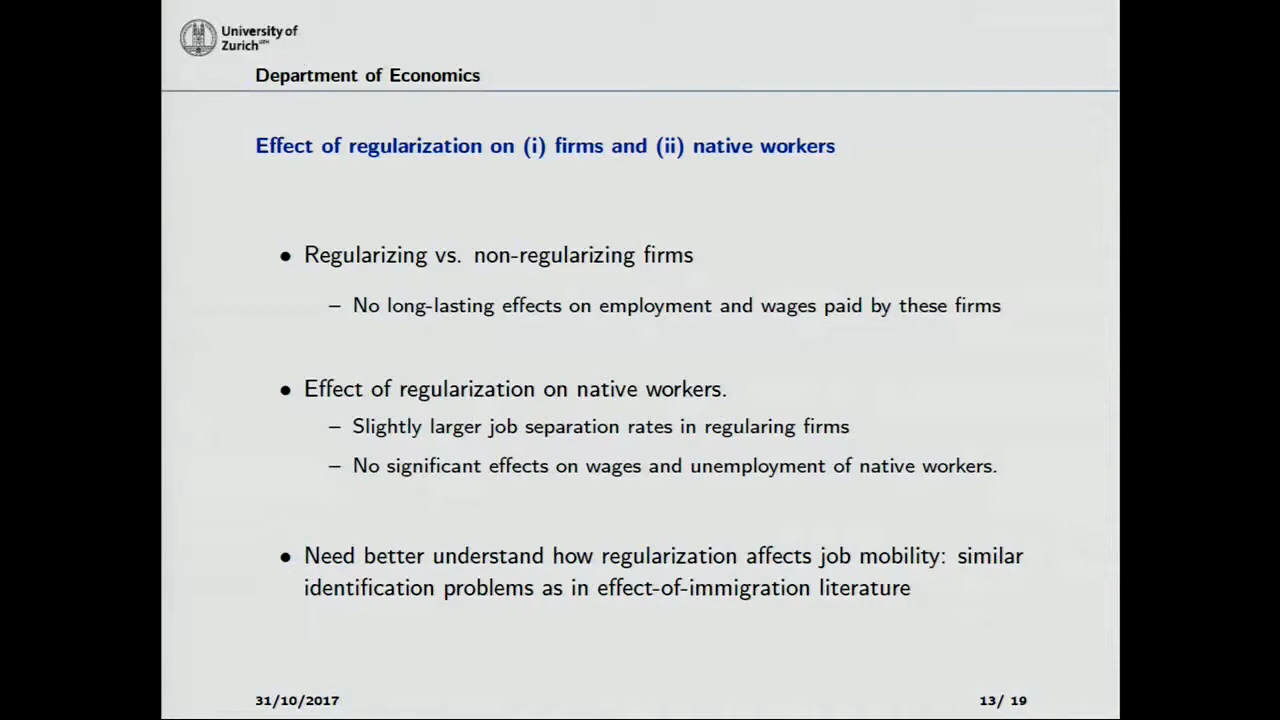 University of
Zurich
Department of Economics
Effect of regularization on (i) firms and (ii) native workers
• Regularizing vs. non-regularizing firms
– No long-lasting effects on employment and wages paid by these firms
• Effect of regularization on native workers.
– Slightly larger job separation rates in regularing firms
– No significant effects on wages and unemployment of native workers.
• Need better understand how regularization affects job mobility: similar
identification problems as in effect-of-immigration literature
31/10/2017
13/ 19